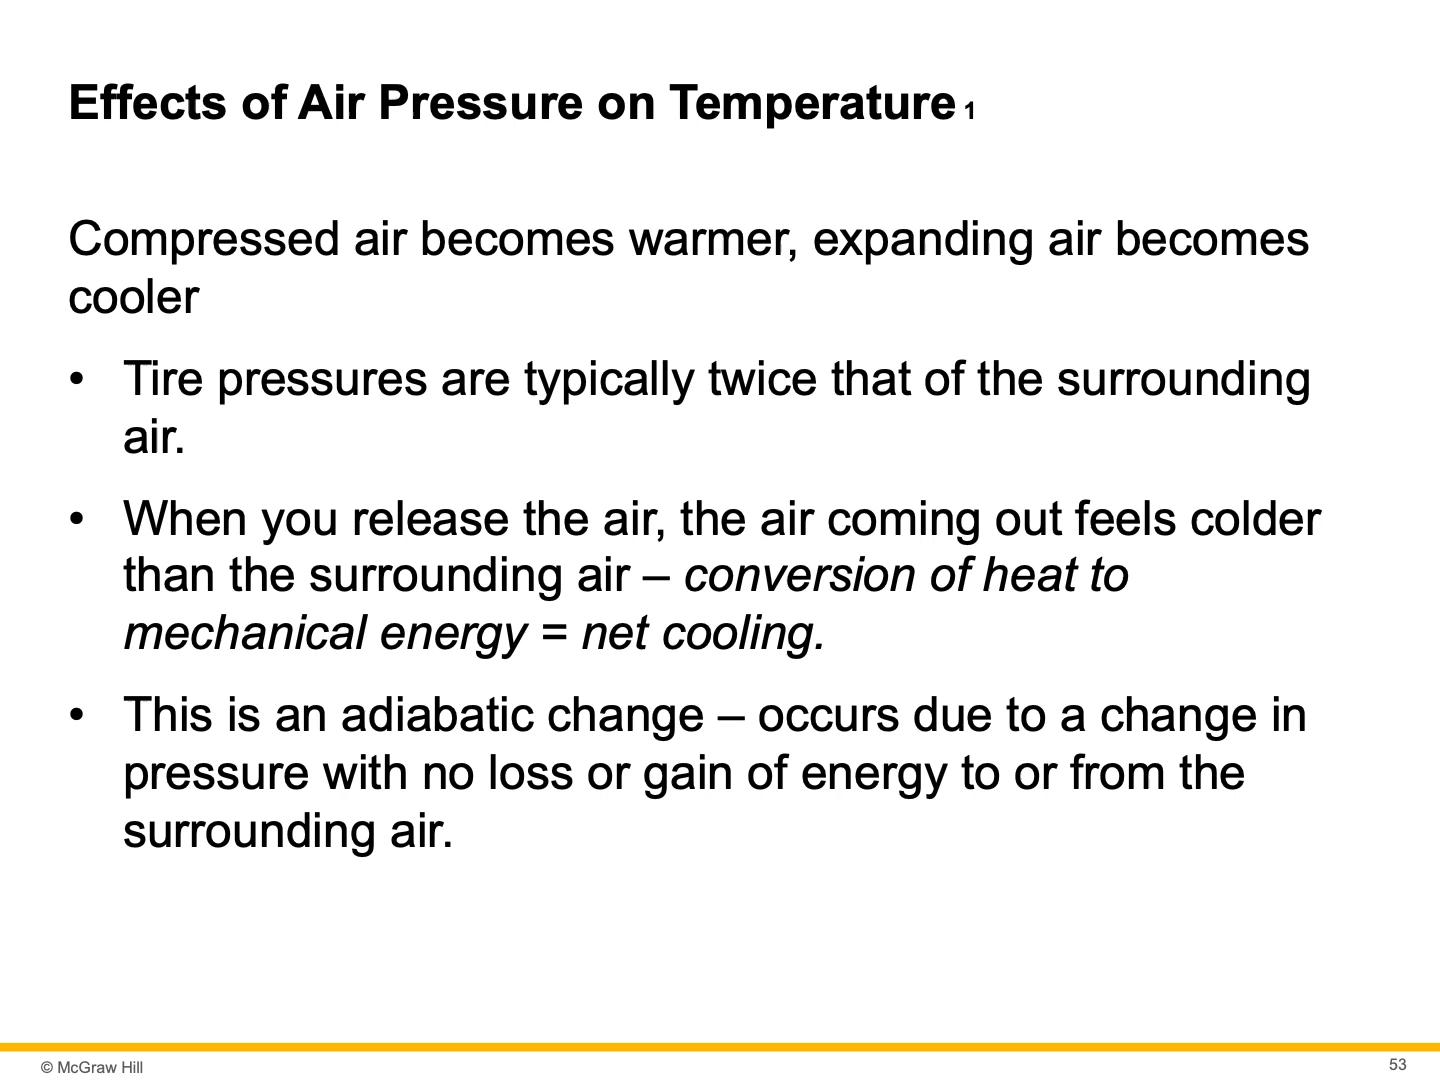 Effects of Air Pressure on Temperature 1
Compressed air becomes warmer, expanding air becomes
cooler
• Tire pressures are typically twice that of the surrounding
air.
• When you release the air, the air coming out feels colder
than the surrounding air – conversion of heat to
mechanical energy = net cooling.
• This is an adiabatic change – occurs due to a change in
pressure with no loss or gain of energy to or from the
surrounding air.
© McGraw Hill
53